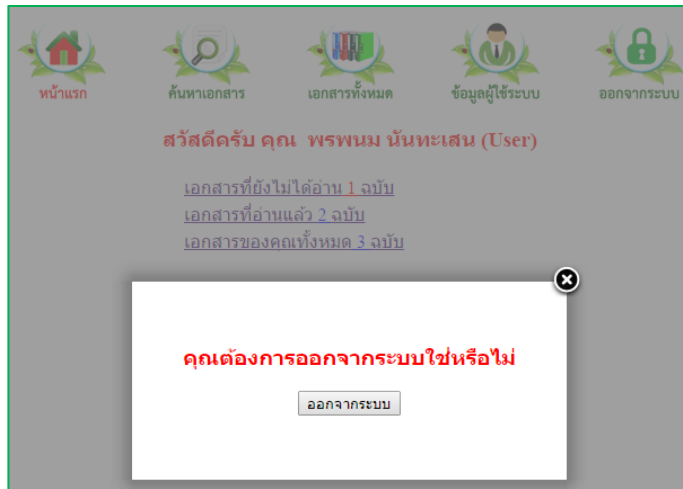 หน้าแรก ค้นหาเอกสาร เอกสารทั้งหมด ข้อมูลผู้ใช้ระบบ ออกจากระบบ
สวัสดีครับ คุณ พรพนม นันทะเสน (User)
เอกสารที่ยังไม่ได้อ่าน 1 ฉบับ
เอกสารที่อ่านแล้ว 2 ฉบับ
เอกสารของคุณทั้งหมด 3 ฉบับ
คุณต้องการออกจากระบบใช่หรือไม่
ออกจากระบบ